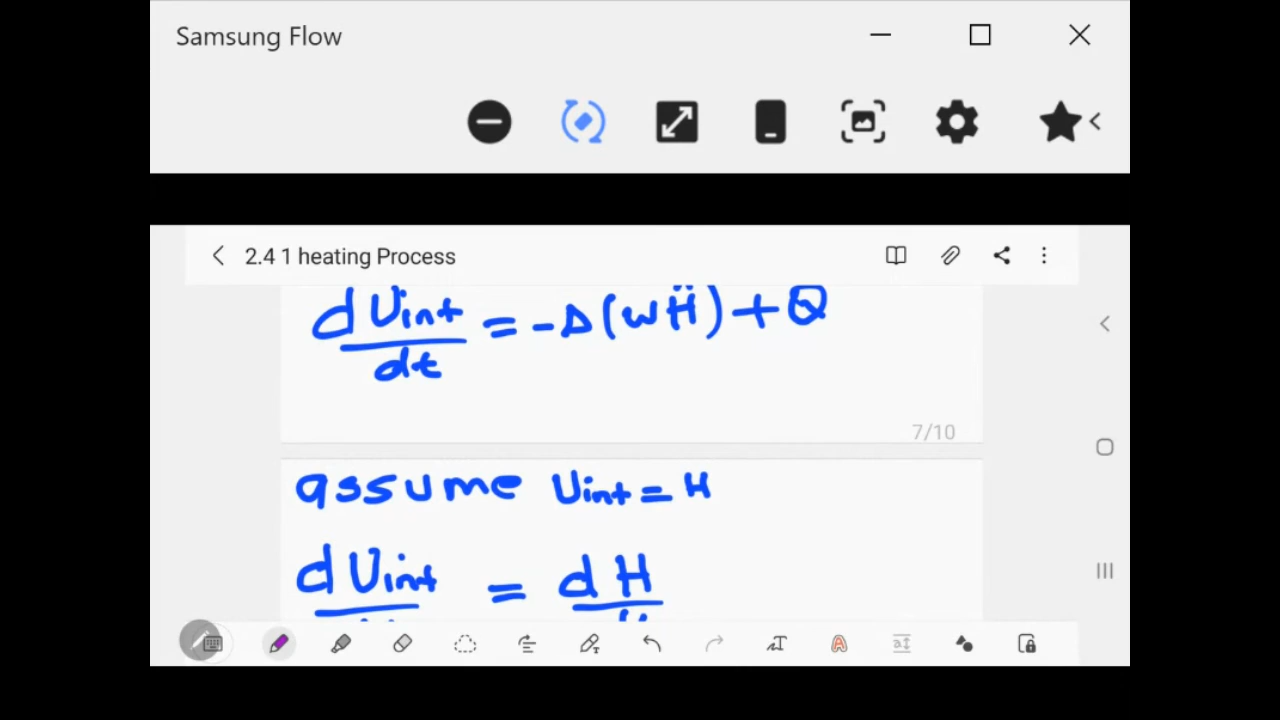 Samsung Flow
2.4 1 heating Process
dUint/dt = -Δ(wĤ) + Q
7/10
assume Uint = H
dUint = dH